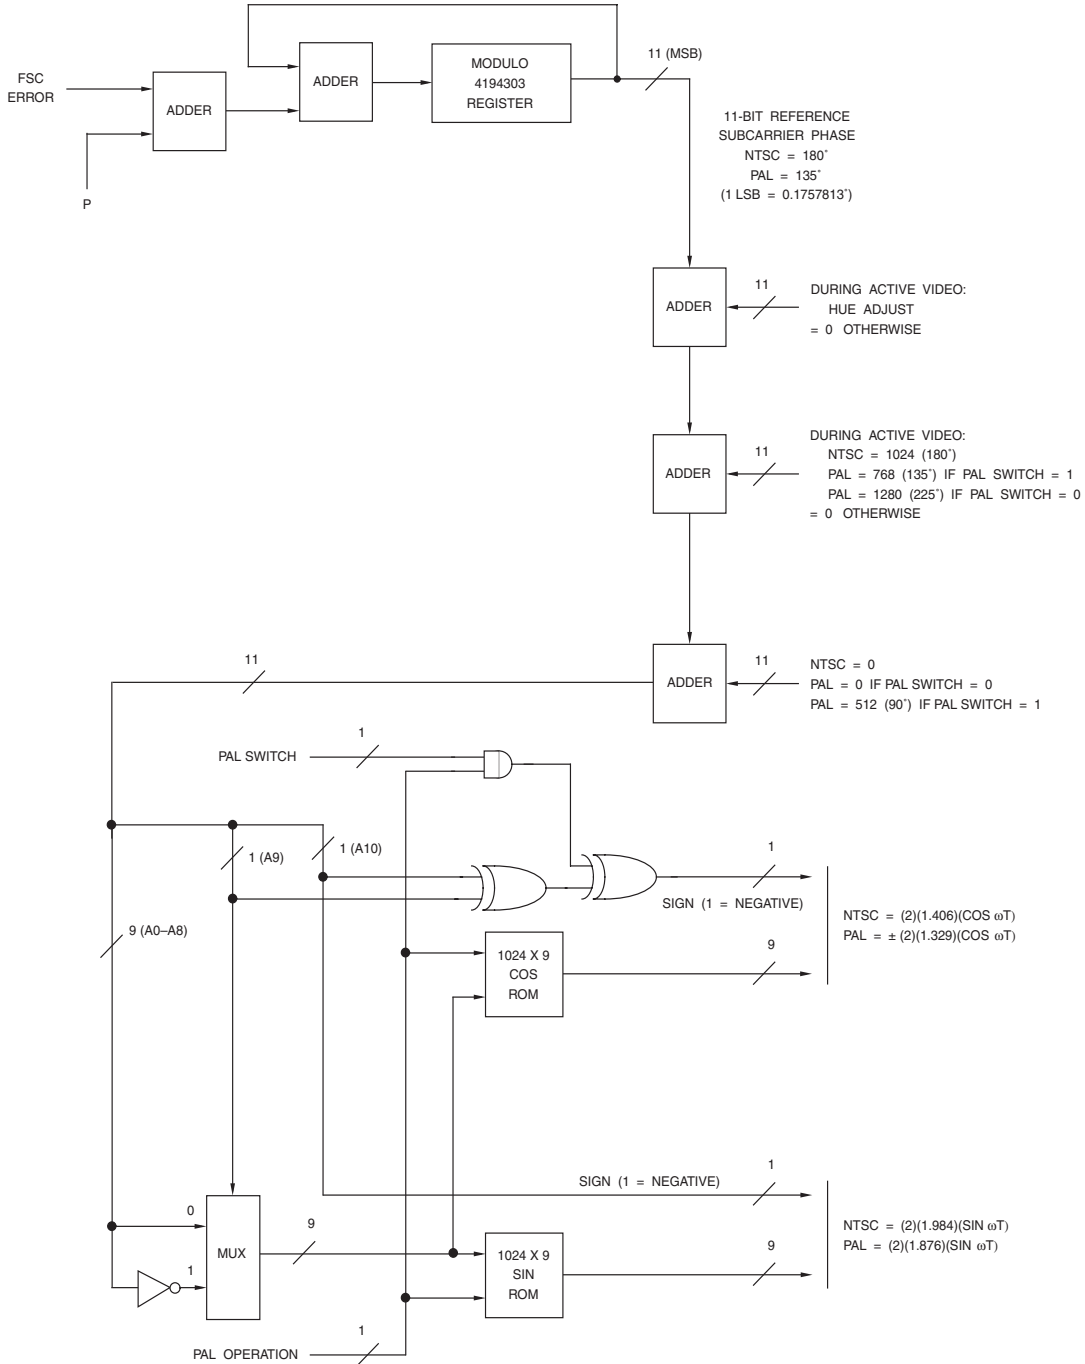 11 (MSB)
FSC
ERROR
ADDER
ADDER
MODULO
4194303
REGISTER
P
11-BIT REFERENCE
SUBCARRIER PHASE
NTSC = 180˚
PAL = 135˚
(1 LSB = 0.1757813˚)
ADDER
11
DURING ACTIVE VIDEO:
HUE ADJUST
= 0 OTHERWISE
ADDER
11
DURING ACTIVE VIDEO:
NTSC = 1024 (180˚)
PAL = 768 (135˚) IF PAL SWITCH = 1
PAL = 1280 (225˚) IF PAL SWITCH = 0
= 0 OTHERWISE
11
ADDER
11
NTSC = 0
PAL = 0 IF PAL SWITCH = 0
PAL = 512 (90˚) IF PAL SWITCH = 1
PAL SWITCH
1
1 (A9)
1 (A10)
9 (A0–A8)
1
SIGN (1 = NEGATIVE)
NTSC = (2)(1.406)(COS ωT)
PAL = ± (2)(1.329)(COS ωT)
1024 X 9
COS
ROM
9
SIGN (1 = NEGATIVE)
1
0
MUX
1
9
1024 X 9
SIN
ROM
9
NTSC = (2)(1.984)(SIN ωT)
PAL = (2)(1.876)(SIN ωT)
PAL OPERATION
1